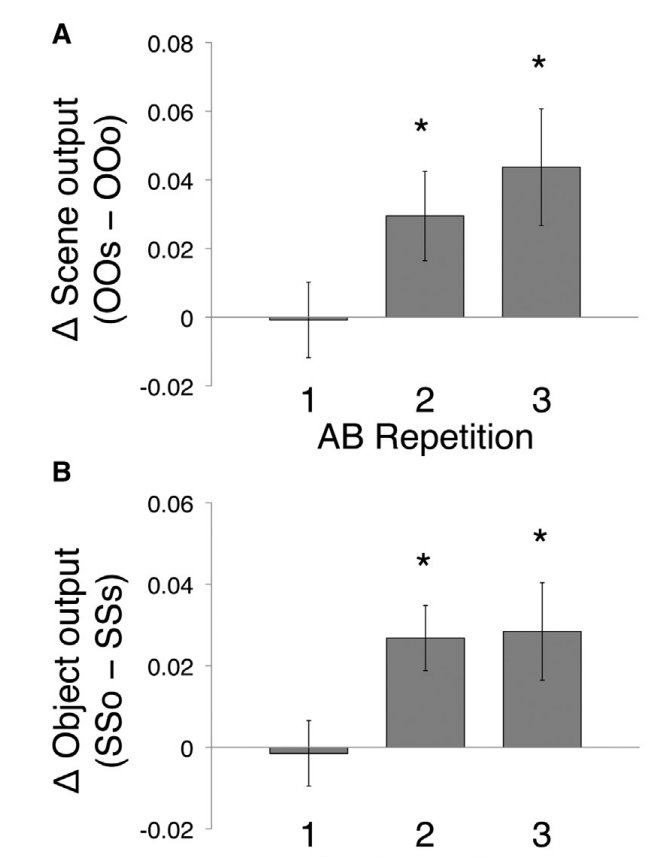 A
Δ Scene output
(OOs – OOo)
0.08
0.06
0.04
0.02
0
-0.02
*
*
1 2 3
AB Repetition
B
Δ Object output
(SSo – SSs)
0.06
0.04
0.02
0
-0.02
*
*
1 2 3